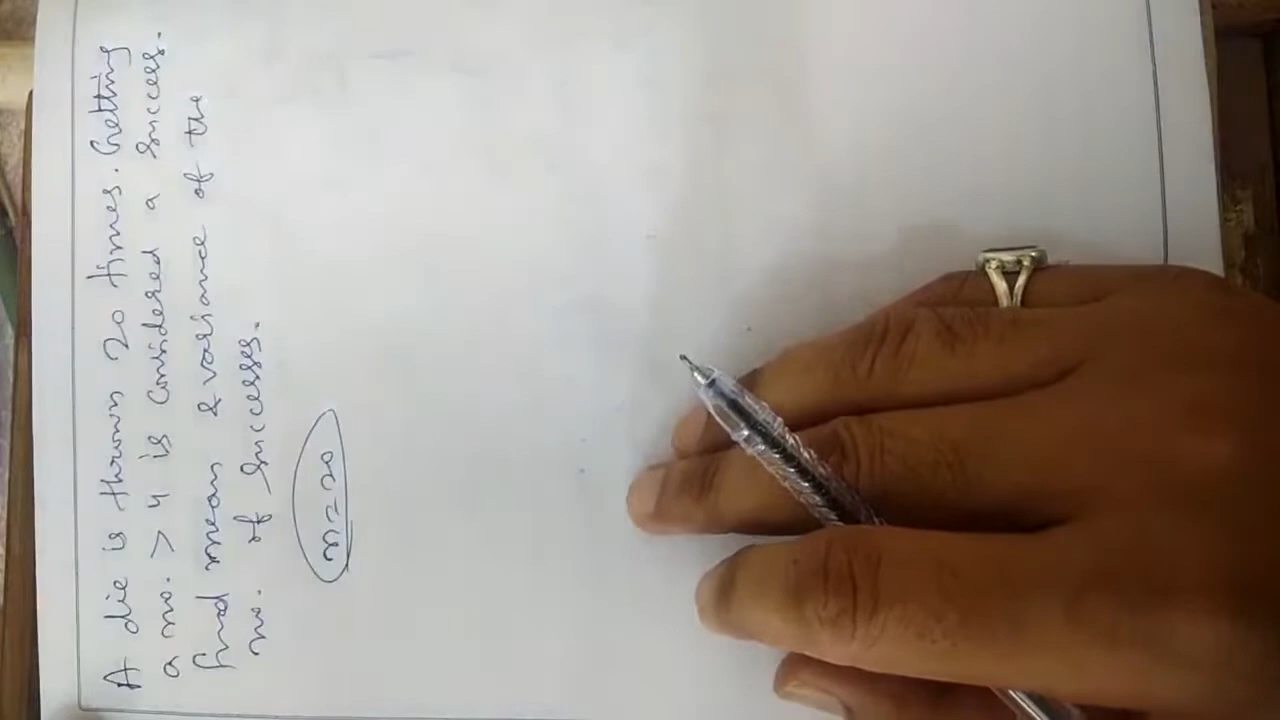 A die is thrown 20 times. Getting
a no. > 4 is considered a success.
find mean & variance of the
no. of successes.
n = 20